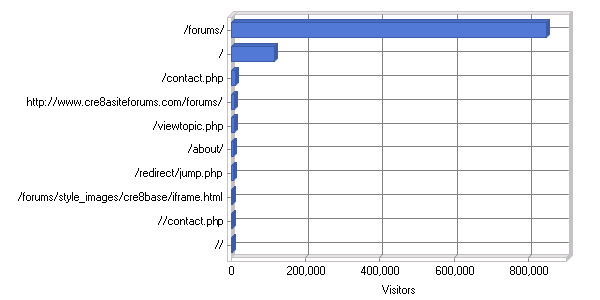 /forums/
/
/contact.php
http://www.cre8asiteforums.com/forums/
/viewtopic.php
/about/
/redirect/jump.php
/forums/style_images/cre8base/iframe.html
//contact.php
//
0 200,000 400,000 600,000 800,000
Visitors